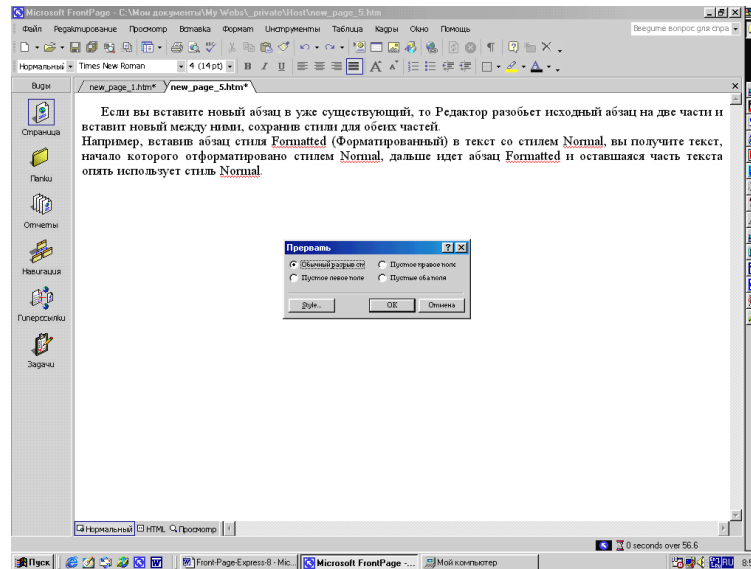 Microsoft FrontPage - C:\Мои документы\My Webs\_private\Host\new_page_5.htm
Файл Редактирование Просмотр Вставка Формат Инструменты Таблица Кадры Окно Помощь
Введите вопрос для спра
Нормальный Times New Roman 4 (14 pt)
Виды
new_page_1.htm* new_page_5.htm*
Если вы вставите новый абзац в уже существующий, то Редактор разобьет исходный абзац на две части и
вставит новый между ними, сохранив стили для обеих частей.
Например, вставив абзац стиля Formatted (Форматированный) в текст со стилем Normal, вы получите текст,
начало которого отформатировано стилем Normal, дальше идет абзац Formatted и оставшаяся часть текста
опять использует стиль Normal.
Страница
Папки
Отчеты
Навигация
Гиперссылки
Задачи
Прервать
Обычный разрыв ст Пустое правое поле
Пустое левое поле Пустые оба поля
Style... OK Отмена
Нормальный HTML Просмотр
0 seconds over 56.6
Пуск Front-Page-Express-8 - Mic... Microsoft FrontPage -... Мой компьютер RU